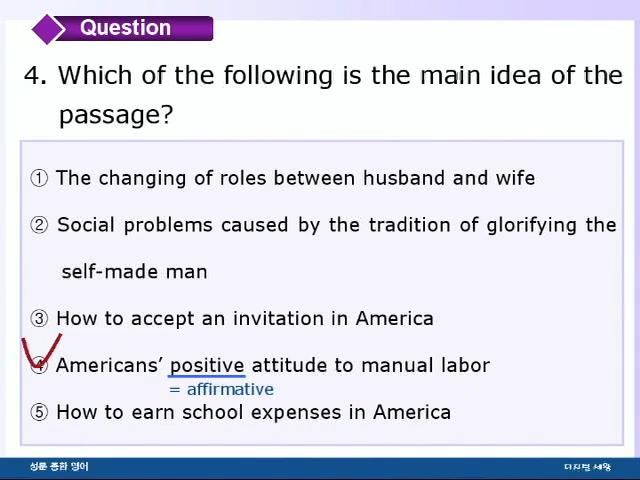 Question
4. Which of the following is the main idea of the
passage?
① The changing of roles between husband and wife
② Social problems caused by the tradition of glorifying the
self-made man
③ How to accept an invitation in America
④ Americans’ positive attitude to manual labor
= affirmative
⑤ How to earn school expenses in America
성문 종합 영어
디지털 세왕